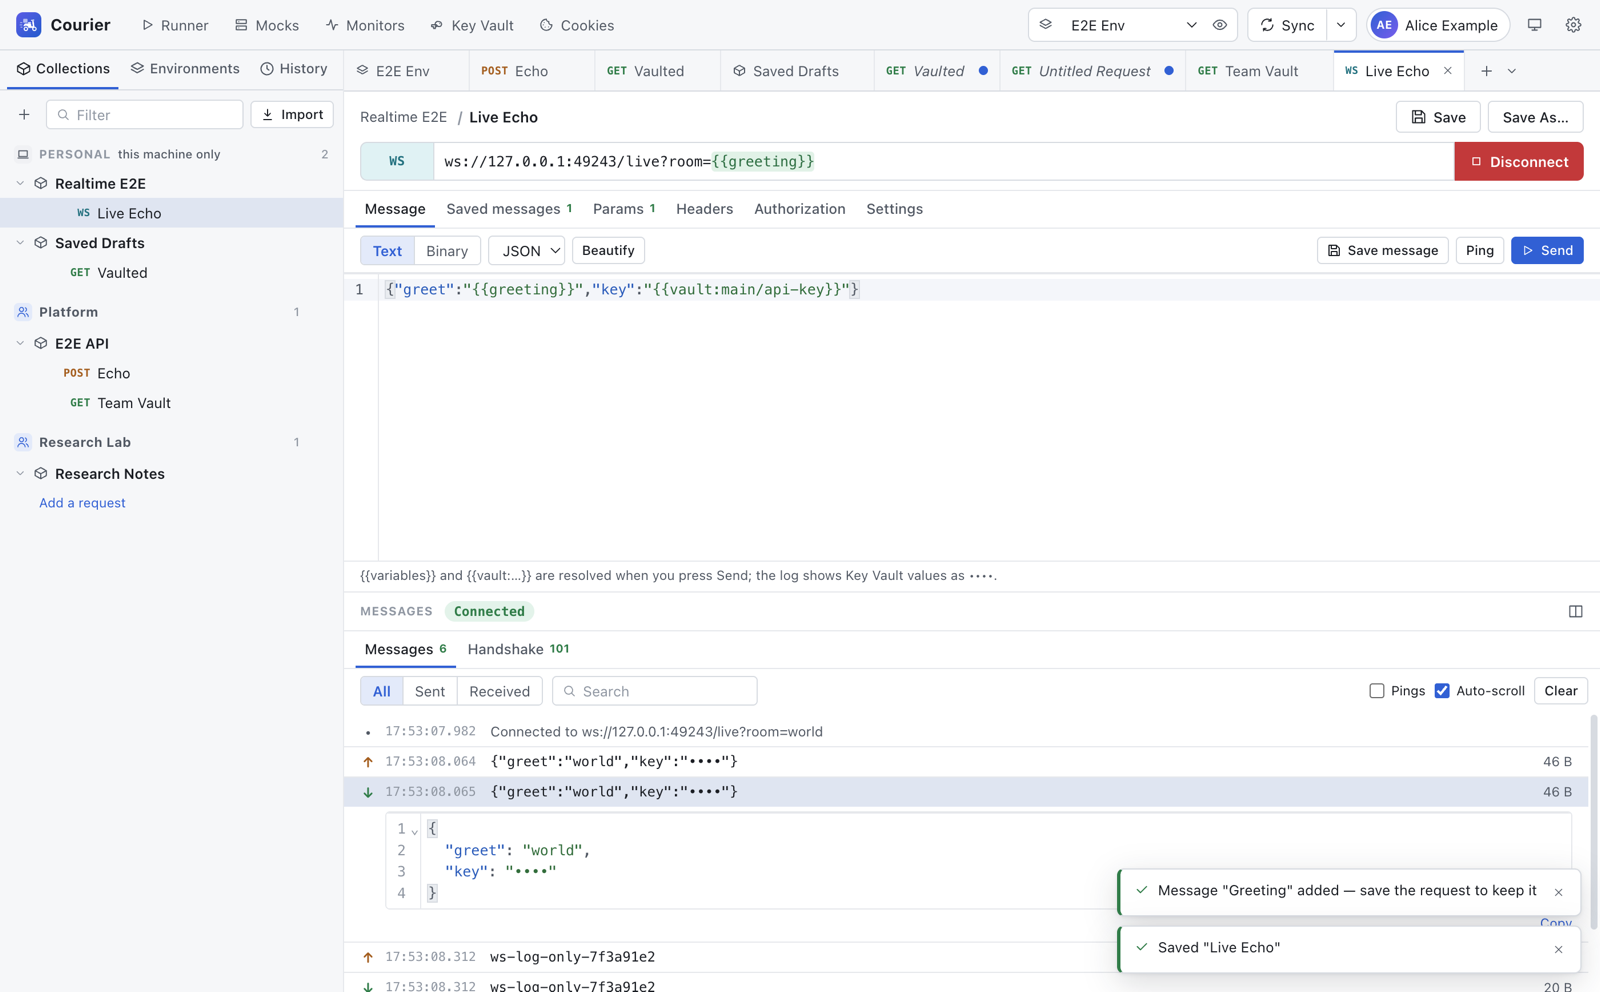 Courier
Runner
Mocks
Monitors
Key Vault
Cookies
E2E Env
Sync
AE
Alice Example
Collections
Environments
History
E2E Env
POST Echo
GET Vaulted
Saved Drafts
GET Vaulted
GET Untitled Request
GET Team Vault
WS Live Echo
Filter
Import
PERSONAL this machine only 2
Realtime E2E
WS Live Echo
Saved Drafts
GET Vaulted
Platform 1
E2E API
POST Echo
GET Team Vault
Research Lab 1
Research Notes
Add a request
Realtime E2E / Live Echo
Save
Save As...
WS ws://127.0.0.1:49243/live?room={{greeting}}
Disconnect
Message
Saved messages 1
Params 1
Headers
Authorization
Settings
Text
Binary
JSON
Beautify
Save message
Ping
Send
1 {"greet":"{{greeting}}","key":"{{vault:main/api-key}}"}
{{variables}} and {{vault:…}} are resolved when you press Send; the log shows Key Vault values as ••••.
MESSAGES Connected
Messages 6
Handshake 101
All
Sent
Received
Search
Pings
Auto-scroll
Clear
17:53:07.982 Connected to ws://127.0.0.1:49243/live?room=world
17:53:08.064 {"greet":"world","key":"••••"} 46 B
17:53:08.065 {"greet":"world","key":"••••"} 46 B
1 {
2 "greet": "world",
3 "key": "••••"
4 }
Message "Greeting" added — save the request to keep it
Copy
Saved "Live Echo"
17:53:08.312 ws-log-only-7f3a91e2
17:53:08.312 ws-log-only-7f3a91e2 20 B